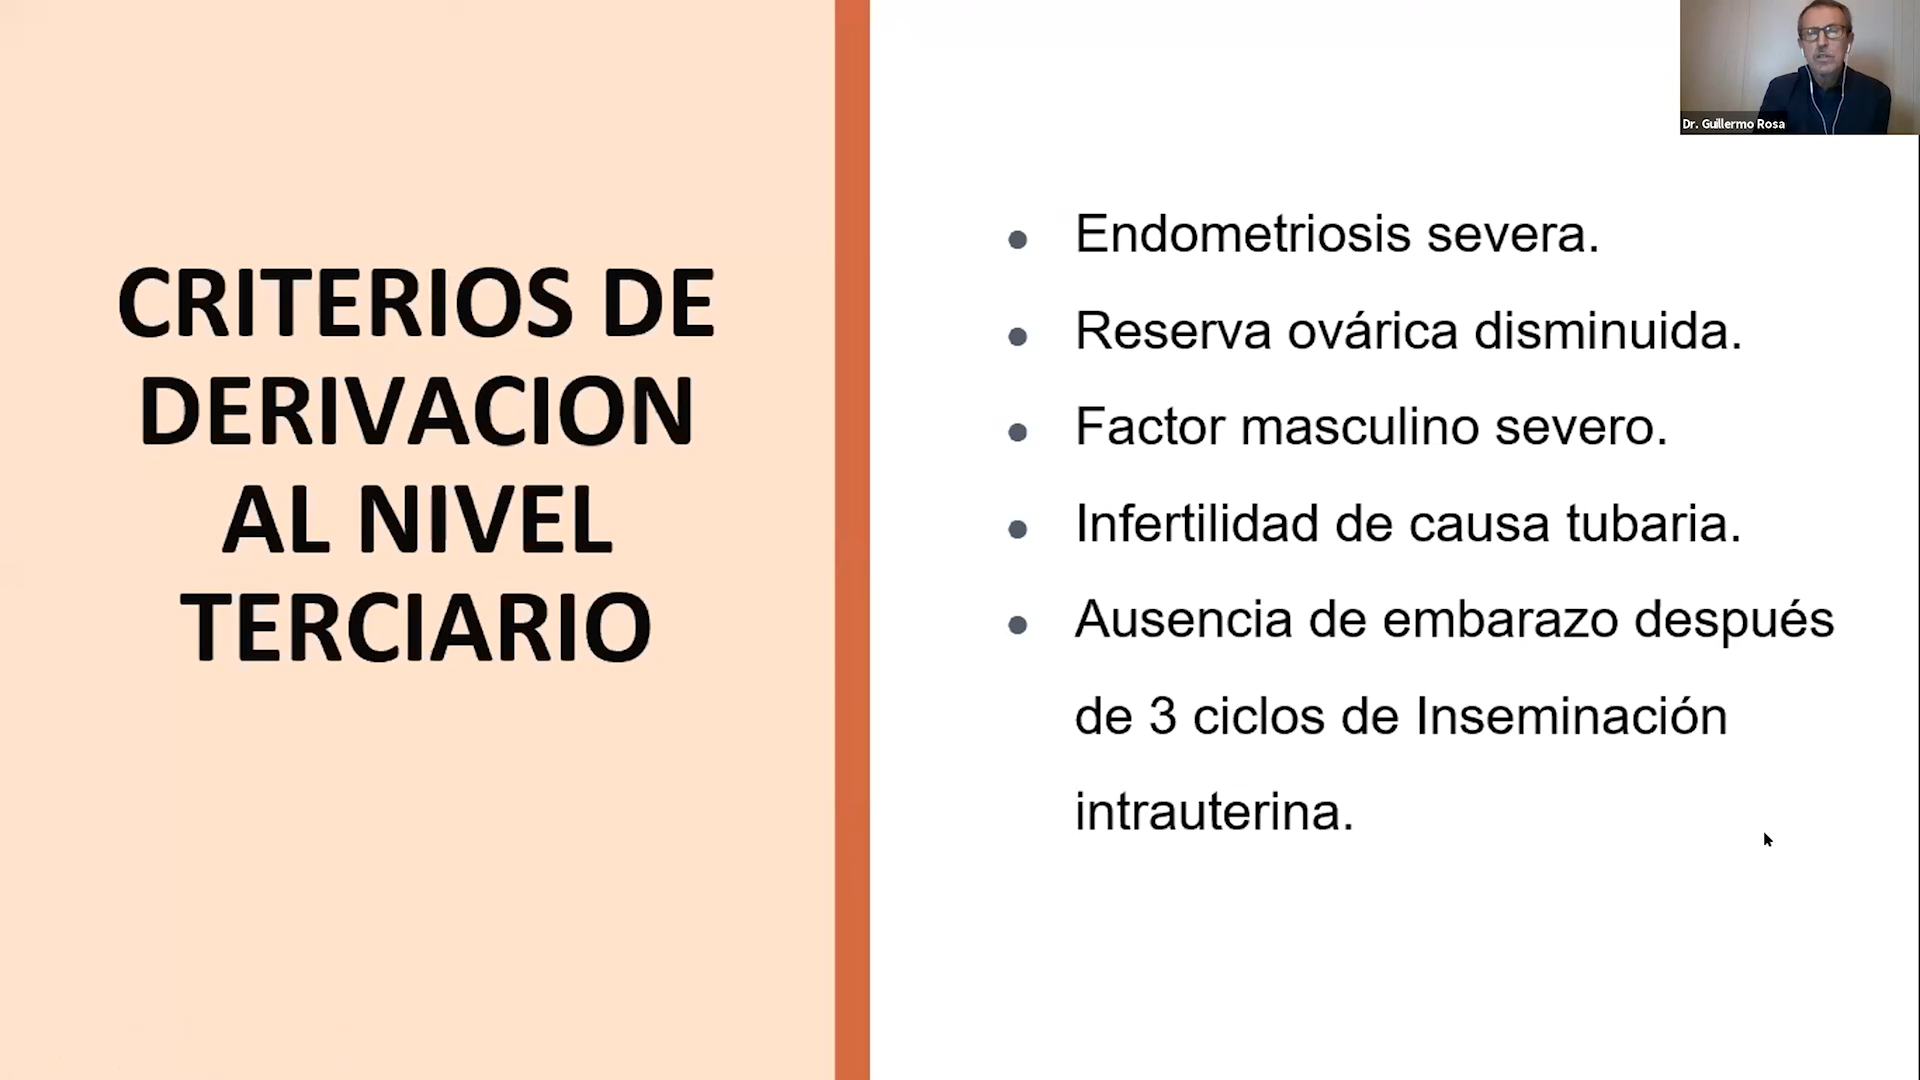 CRITERIOS DE
DERIVACION
AL NIVEL
TERCIARIO
Dr. Guillermo Rosa
• Endometriosis severa.
• Reserva ovárica disminuida.
• Factor masculino severo.
• Infertilidad de causa tubaria.
• Ausencia de embarazo después
de 3 ciclos de Inseminación
intrauterina.